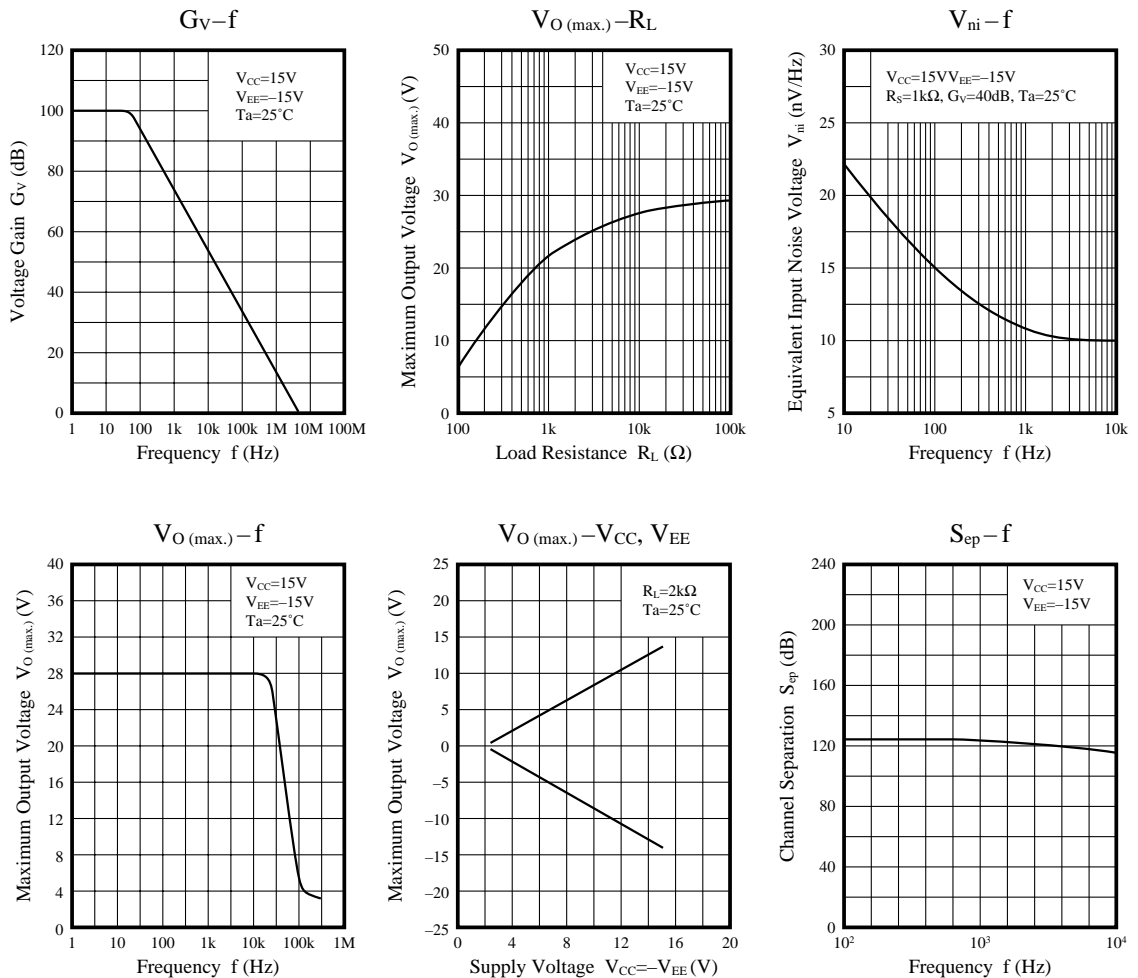 GV–f
120
100
80
60
40
20
0
Voltage Gain GV (dB)
VCC=15V
VEE=–15V
Ta=25˚C
1 10 100 1k 10k 100k 1M 10M 100M
Frequency f (Hz)
VO (max.)–RL
50
40
30
20
10
0
Maximum Output Voltage VO (max.) (V)
VCC=15V
VEE=–15V
Ta=25˚C
100 1k 10k 100k
Load Resistance RL (Ω)
Vni–f
30
25
20
15
10
5
Equivalent Input Noise Voltage Vni (nV/Hz)
VCC=15VVEE=–15V
RS=1kΩ, GV=40dB, Ta=25˚C
10 100 1k 10k
Frequency f (Hz)
VO (max.)–f
40
36
32
28
24
20
16
12
8
4
0
Maximum Output Voltage VO (max.) (V)
VCC=15V
VEE=–15V
Ta=25˚C
1 10 100 1k 10k 100k 1M
Frequency f (Hz)
VO (max.)–VCC, VEE
25
20
15
10
5
0
–5
–10
–15
–20
–25
Maximum Output Voltage VO (max.) (V)
RL=2kΩ
Ta=25˚C
0 4 8 12 16 20
Supply Voltage VCC=–VEE (V)
Sep–f
240
200
160
120
80
40
0
Channel Separation Sep (dB)
VCC=15V
VEE=–15V
10² 10³ 10⁴
Frequency f (Hz)